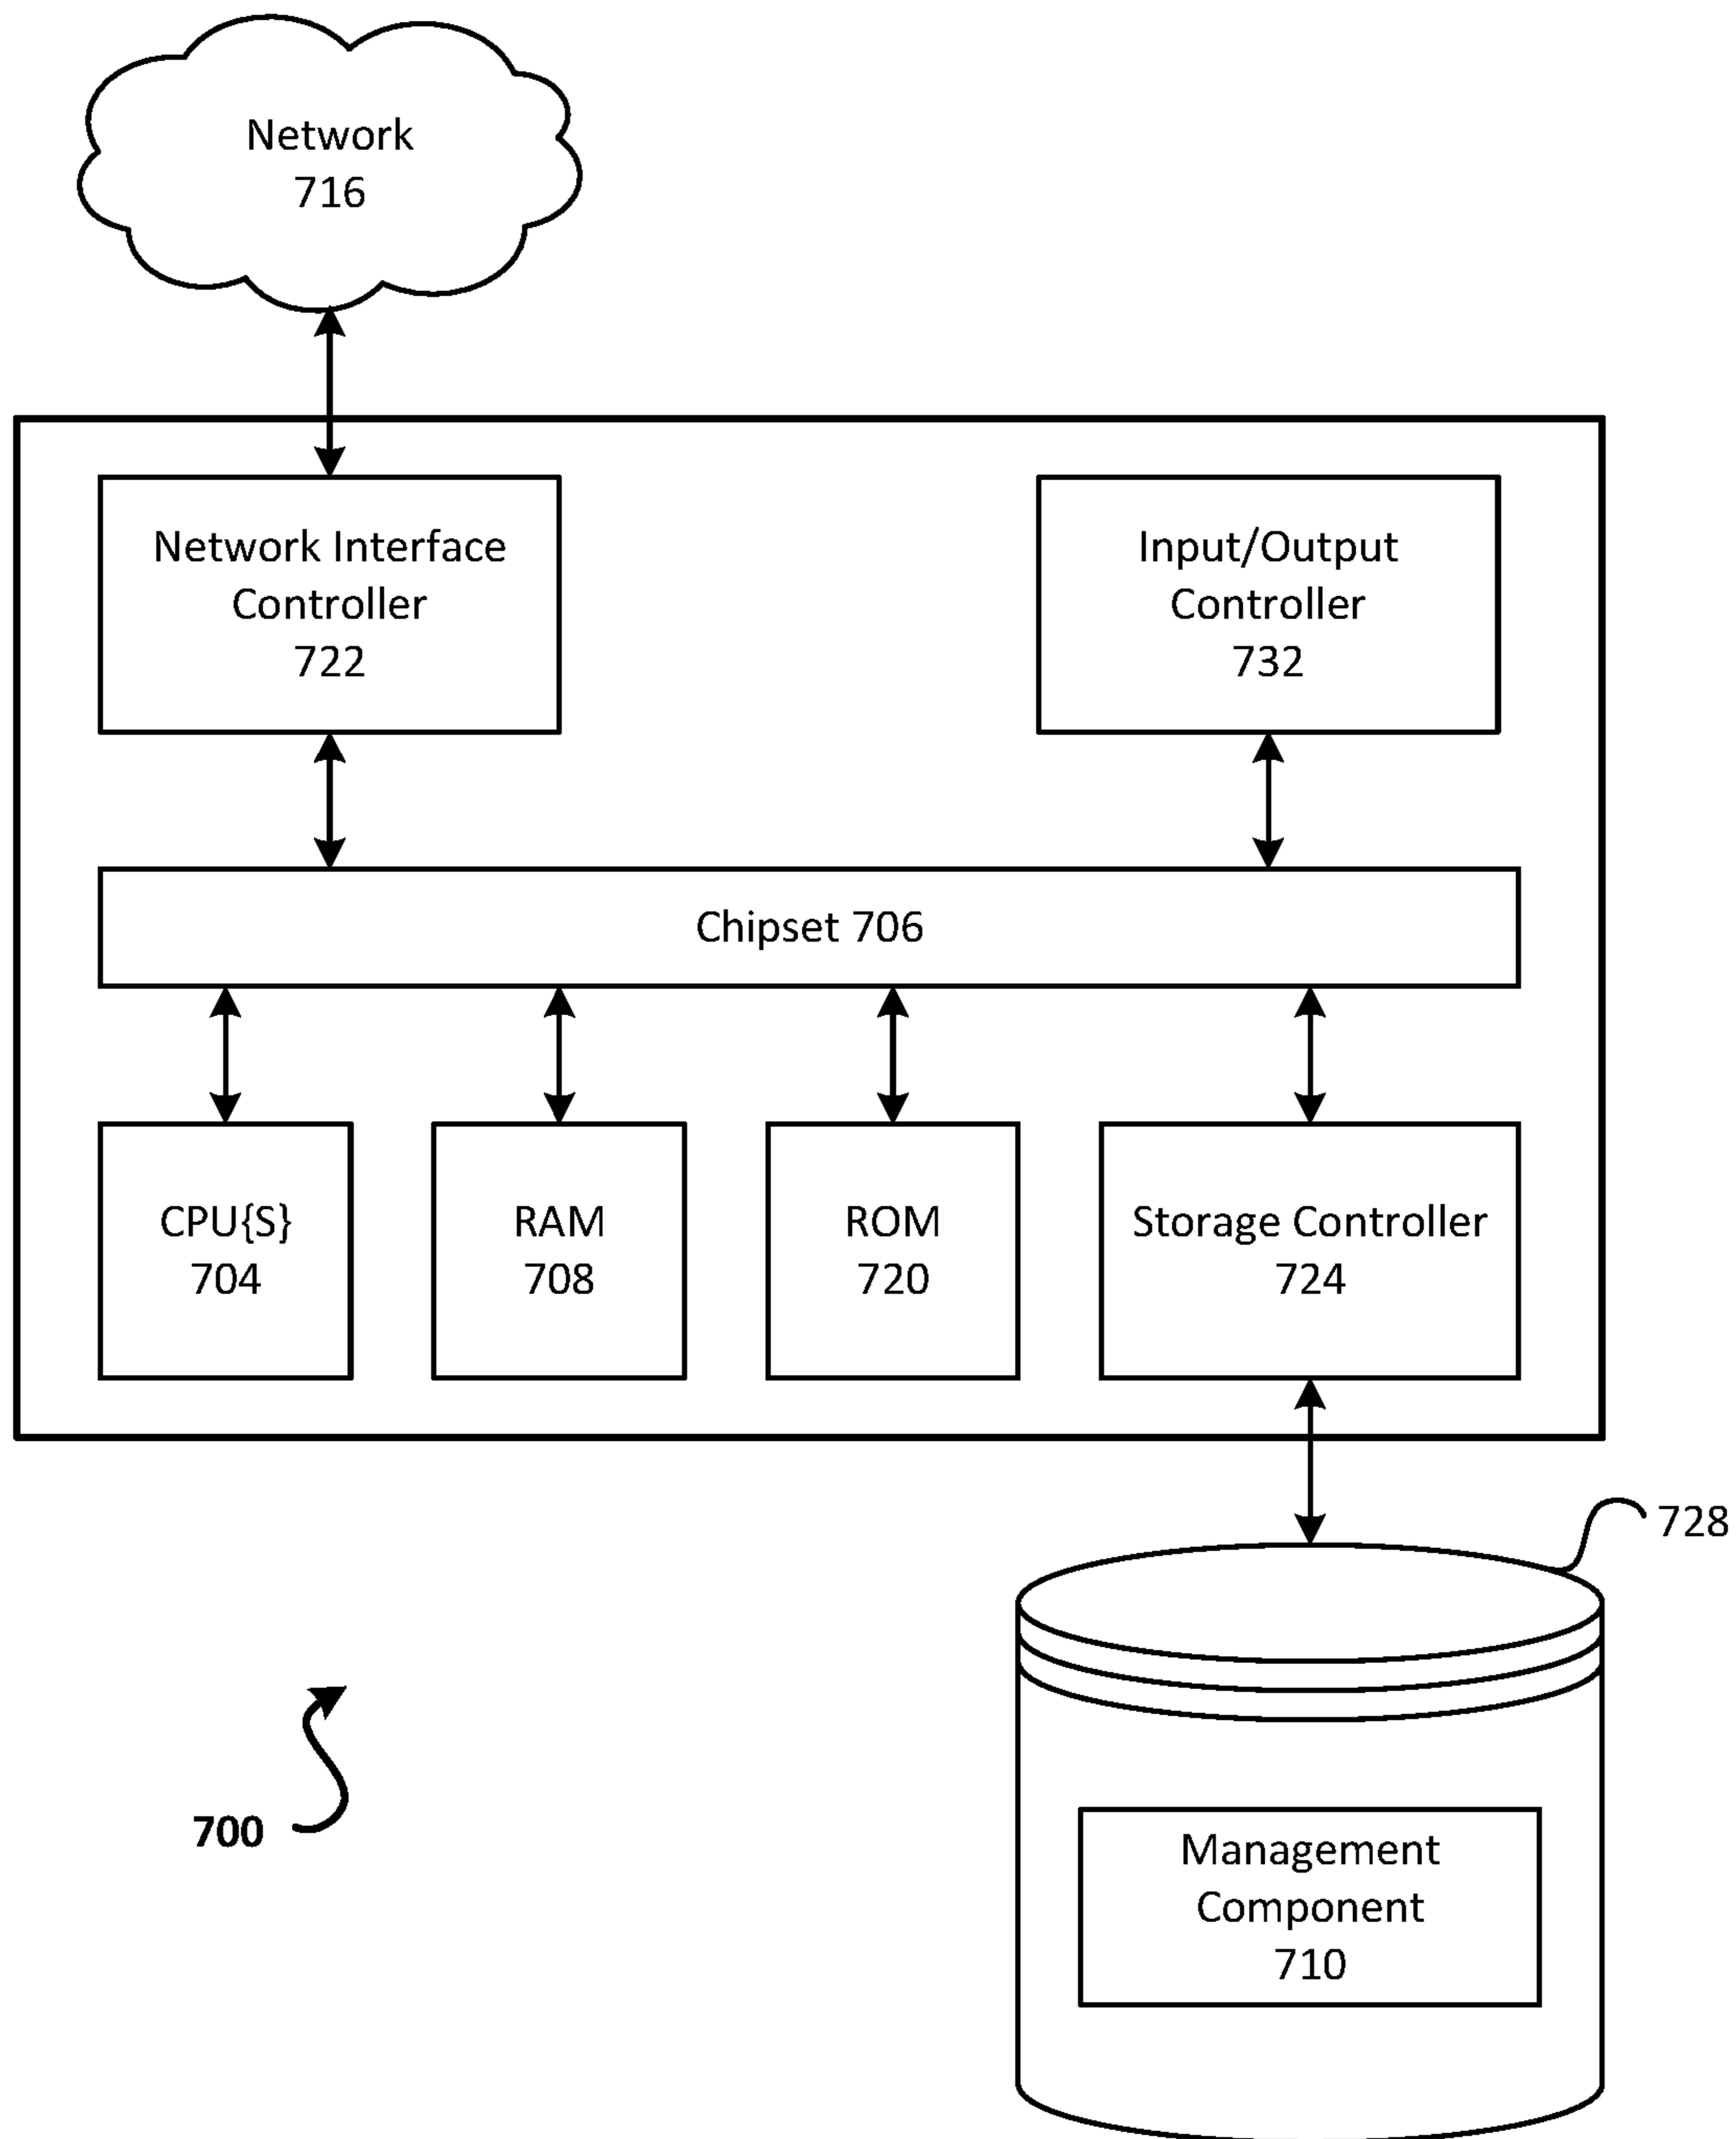 Network
716
Network Interface
Controller
722
Input/Output
Controller
732
Chipset 706
CPU{S}
704
RAM
708
ROM
720
Storage Controller
724
728
700
Management
Component
710